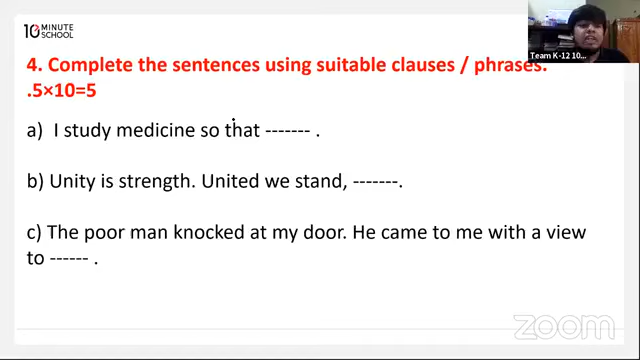 10 MINUTE
SCHOOL
Team K-12 10...
4. Complete the sentences using suitable clauses / phrases.
.5×10=5
a) I study medicine so that ------- .
b) Unity is strength. United we stand, -------.
c) The poor man knocked at my door. He came to me with a view
to ------ .
zoom